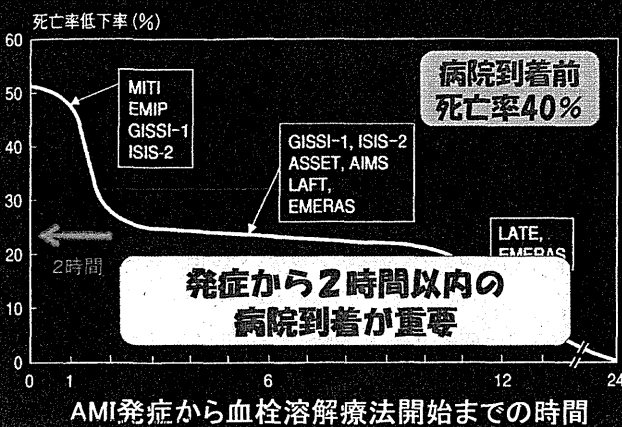 死亡率低下率(%)
60
50
40
30
20
10
0
MITI
EMIP
GISSI-1
ISIS-2
GISSI-1, ISIS-2
ASSET, AIMS
LAFT,
EMERAS
病院到着前
死亡率40%
LATE,
EMERAS
2時間
発症から2時間以内の
病院到着が重要
0 1 6 12 24
AMI発症から血栓溶解療法開始までの時間